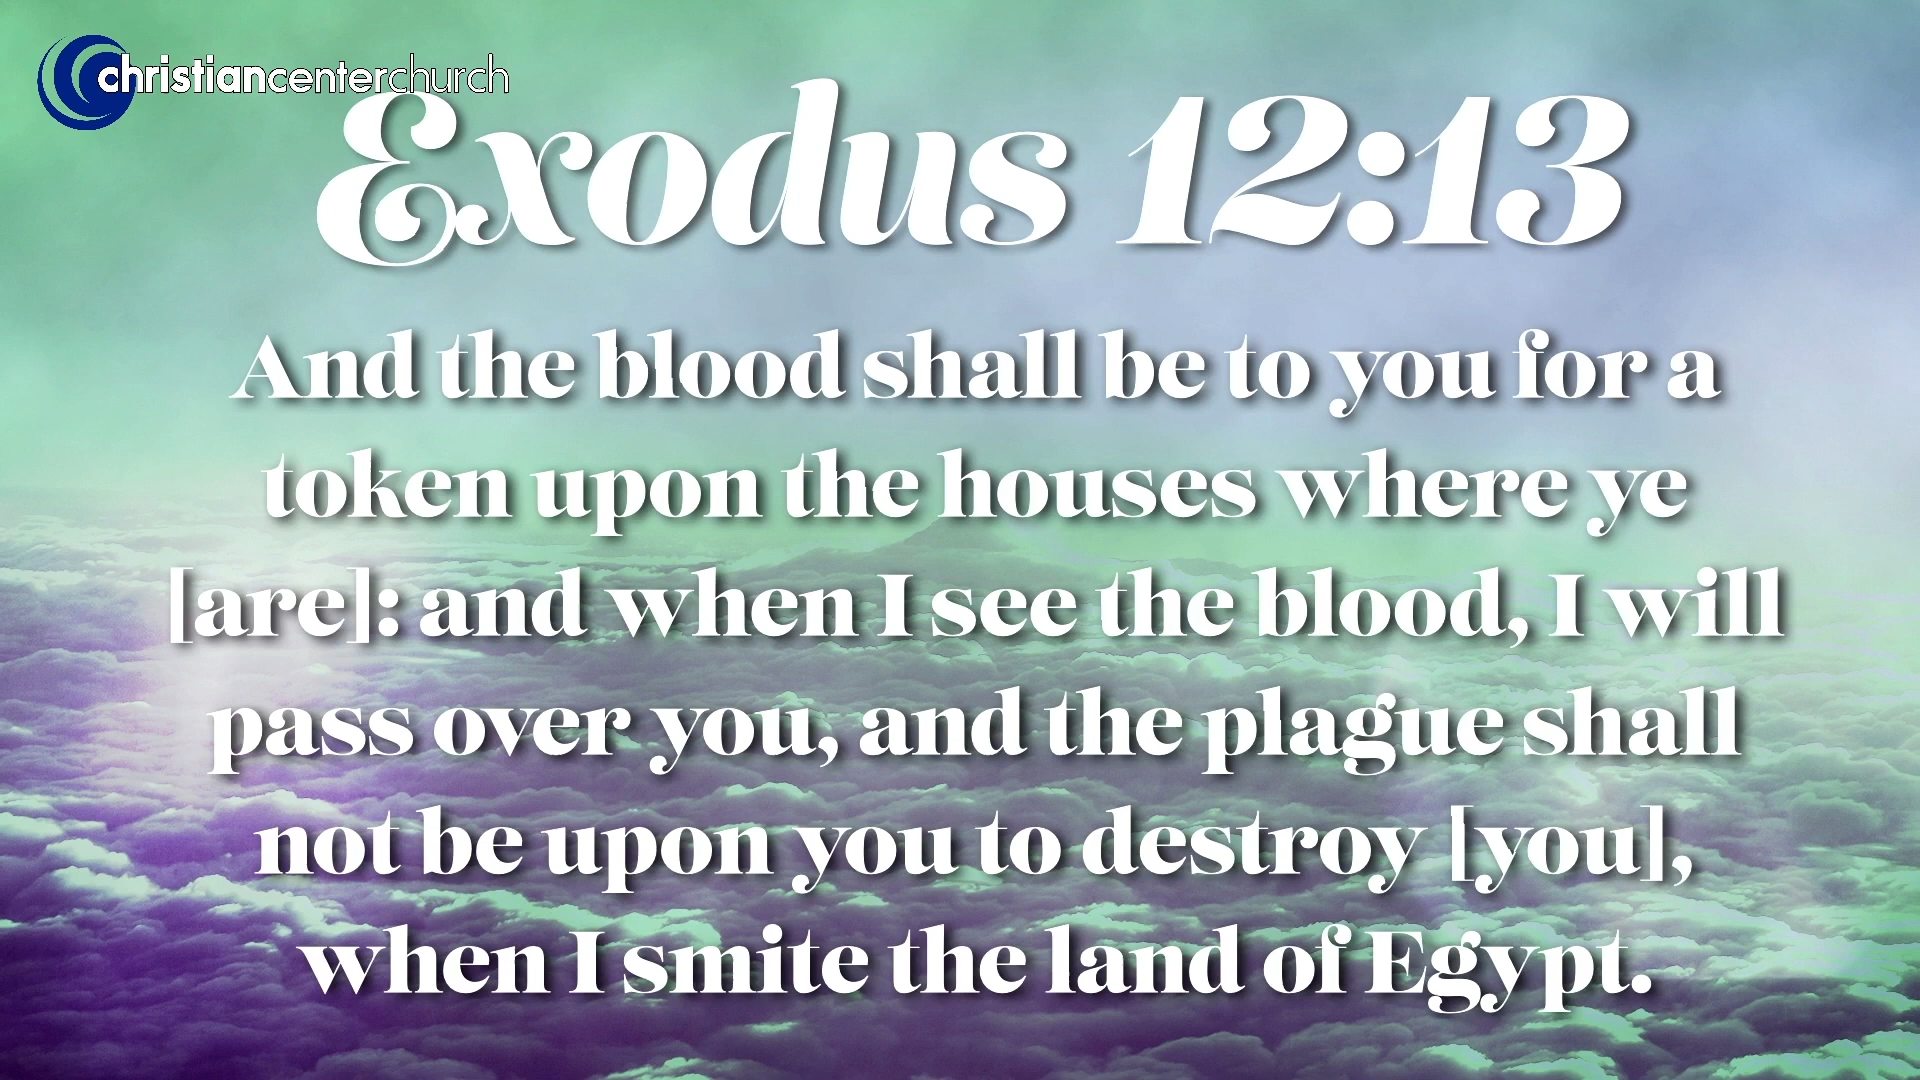 christiancenterchurch
Exodus 12:13
And the blood shall be to you for a
token upon the houses where ye
[are]: and when I see the blood, I will
pass over you, and the plague shall
not be upon you to destroy [you],
when I smite the land of Egypt.